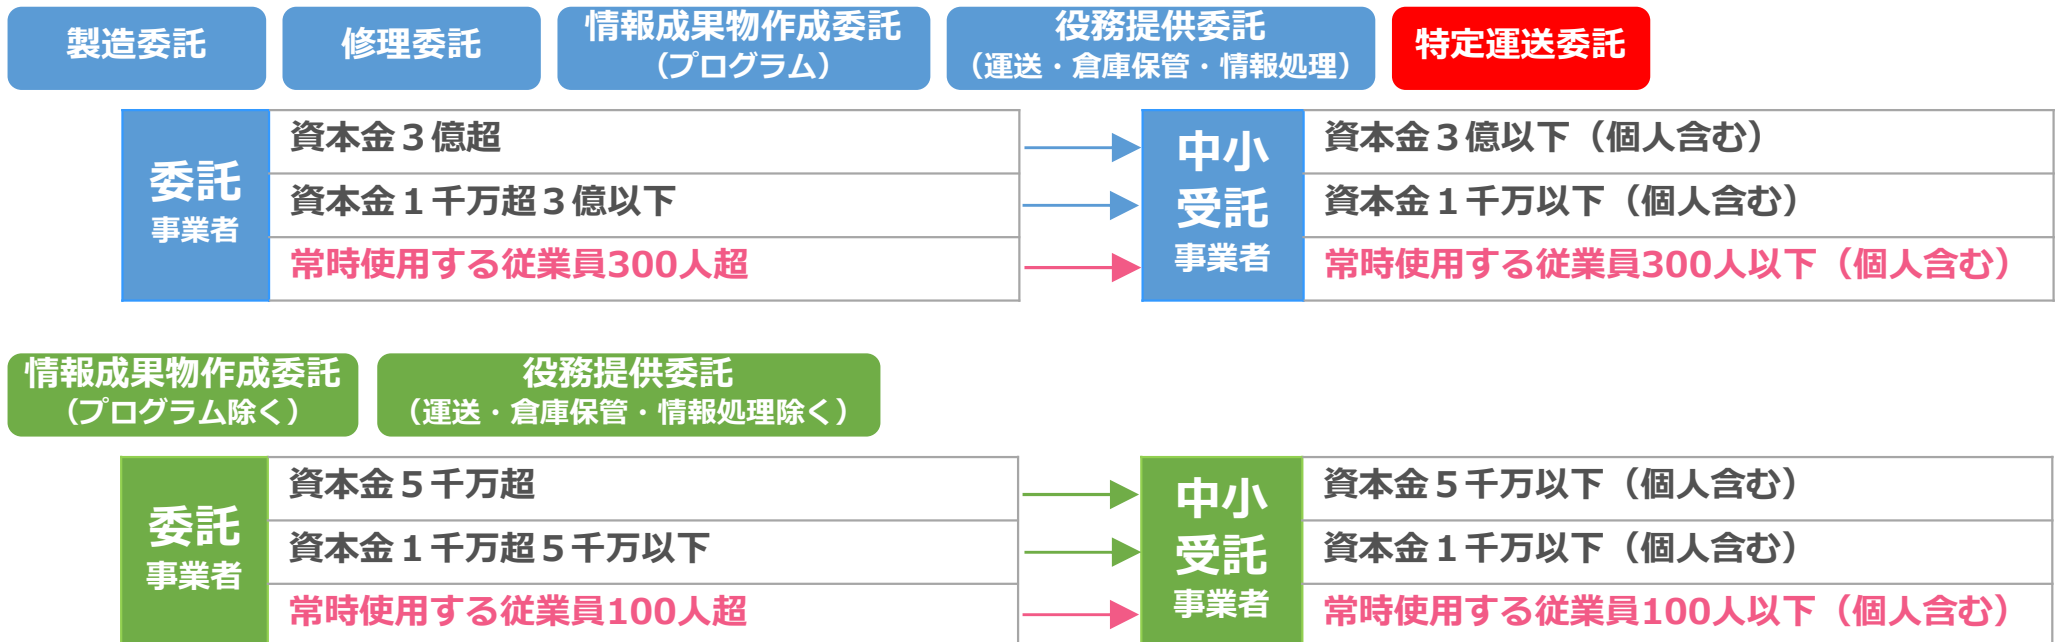 製造委託
修理委託
情報成果物作成委託
（プログラム）
役務提供委託
（運送・倉庫保管・情報処理）
特定運送委託
委託
事業者
資本金３億超
資本金１千万超３億以下
常時使用する従業員300人超
中小
受託
事業者
資本金３億以下（個人含む）
資本金１千万以下（個人含む）
常時使用する従業員300人以下（個人含む）
情報成果物作成委託
（プログラム除く）
役務提供委託
（運送・倉庫保管・情報処理除く）
委託
事業者
資本金５千万超
資本金１千万超５千万以下
常時使用する従業員100人超
中小
受託
事業者
資本金５千万以下（個人含む）
資本金１千万以下（個人含む）
常時使用する従業員100人以下（個人含む）